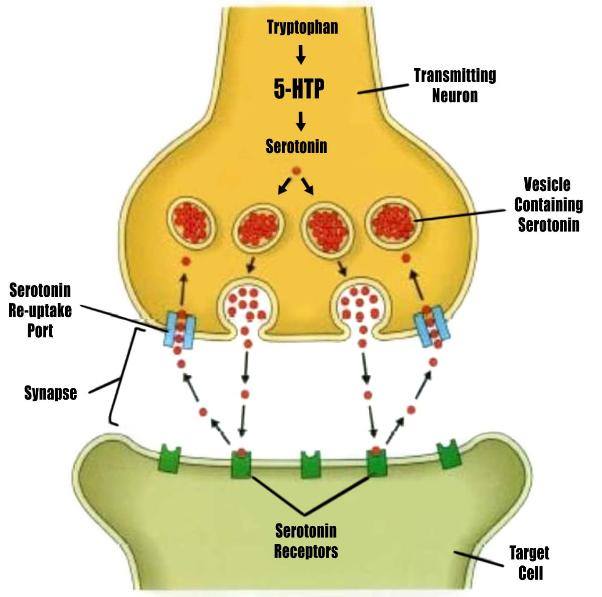 Tryptophan
5-HTP
Transmitting
Neuron
Serotonin
Vesicle
Containing
Serotonin
Serotonin
Re-uptake
Port
Synapse
Serotonin
Receptors
Target
Cell